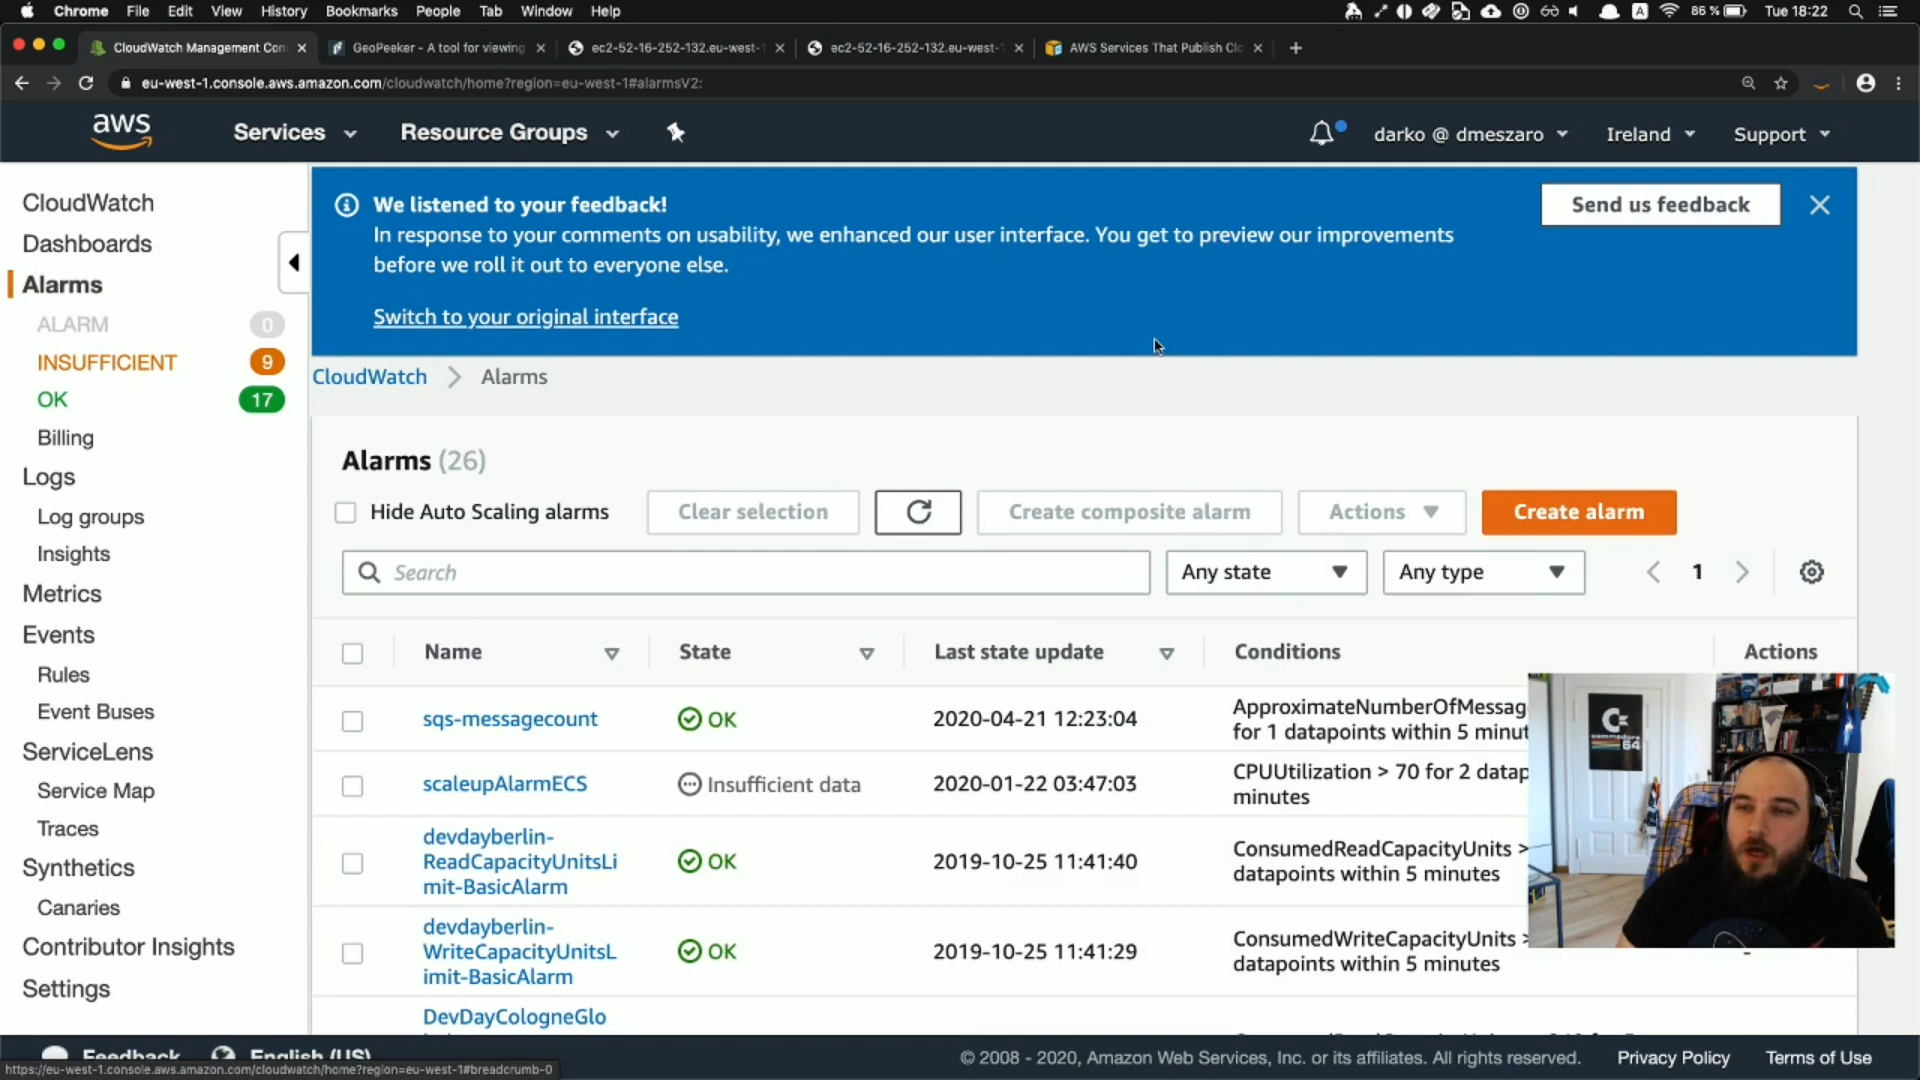 Chrome File Edit View History Bookmarks People Tab Window Help
86 % Tue 18:22
CloudWatch Management Con
GeoPeeker - A tool for viewing
ec2-52-16-252-132.eu-west-1
ec2-52-16-252-132.eu-west-1
AWS Services That Publish Clo
eu-west-1.console.aws.amazon.com/cloudwatch/home?region=eu-west-1#alarmsV2:
aws
Services
Resource Groups
darko @ dmeszaro
Ireland
Support
CloudWatch
Dashboards
Alarms
ALARM 0
INSUFFICIENT 9
OK 17
Billing
Logs
Log groups
Insights
Metrics
Events
Rules
Event Buses
ServiceLens
Service Map
Traces
Synthetics
Canaries
Contributor Insights
Settings
We listened to your feedback!
In response to your comments on usability, we enhanced our user interface. You get to preview our improvements
before we roll it out to everyone else.
Switch to your original interface
Send us feedback
CloudWatch Alarms
Alarms (26)
Hide Auto Scaling alarms
Clear selection
Create composite alarm
Actions
Create alarm
Search
Any state
Any type
1
Name State Last state update Conditions Actions
sqs-messagecount OK 2020-04-21 12:23:04
ApproximateNumberOfMessag
for 1 datapoints within 5 minut
scaleupAlarmECS Insufficient data 2020-01-22 03:47:03
CPUUtilization > 70 for 2 datap
minutes
devdayberlin-
ReadCapacityUnitsLi
mit-BasicAlarm
OK 2019-10-25 11:41:40
ConsumedReadCapacityUnits >
datapoints within 5 minutes
devdayberlin-
WriteCapacityUnitsL
imit-BasicAlarm
OK 2019-10-25 11:41:29
ConsumedWriteCapacityUnits >
datapoints within 5 minutes
-
DevDayCologneGlo
commodore
64
Feedback English (US)
© 2008 - 2020, Amazon Web Services, Inc. or its affiliates. All rights reserved. Privacy Policy Terms of Use
https://eu-west-1.console.aws.amazon.com/cloudwatch/home?region=eu-west-1#breadcrumb-0